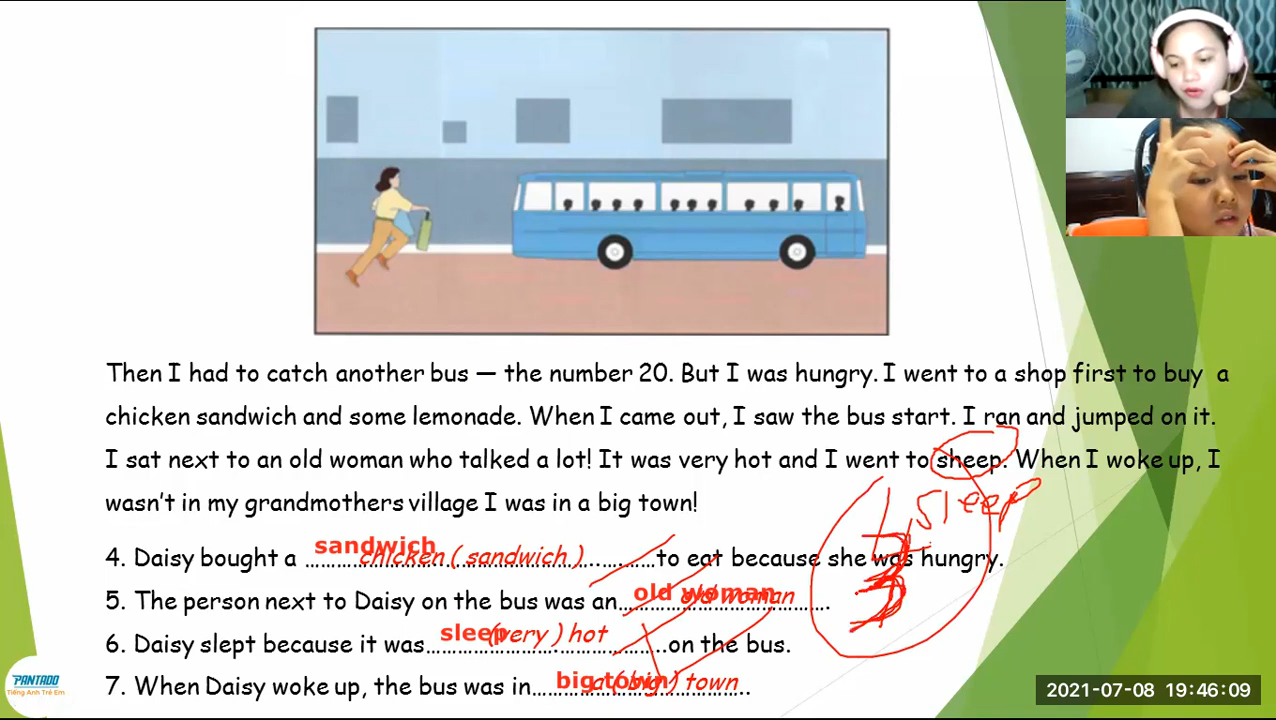 Then I had to catch another bus — the number 20. But I was hungry. I went to a shop first to buy a
chicken sandwich and some lemonade. When I came out, I saw the bus start. I ran and jumped on it.
I sat next to an old woman who talked a lot! It was very hot and I went to sheep. When I woke up, I
wasn't in my grandmothers village I was in a big town!
sleep
4. Daisy bought a ……………… to eat because she was hungry.
sandwich
chicken ( sandwich )
5. The person next to Daisy on the bus was an………………….
old woman
old woman
6. Daisy slept because it was………………..on the bus.
sleep
(very) hot
7. When Daisy woke up, the bus was in…………………..
big town
a ( big ) town
PANTADO
Tiếng Anh Trẻ Em
2021-07-08 19:46:09